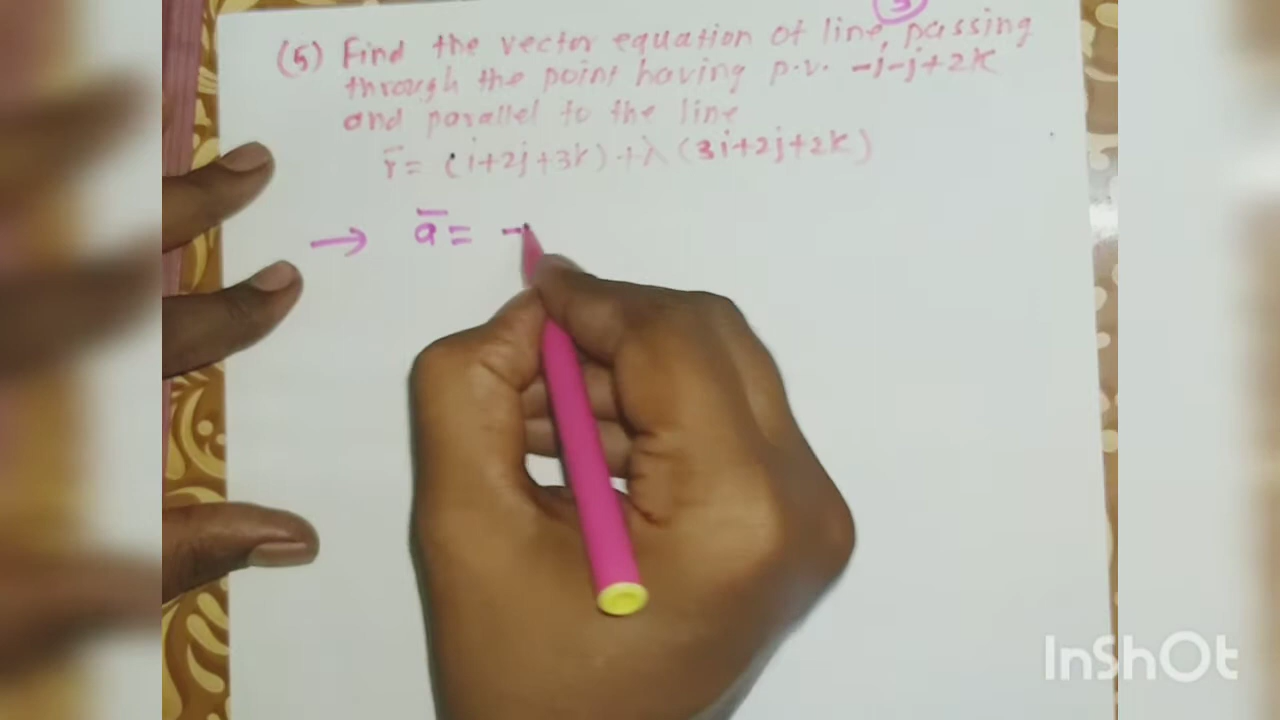 3
(5) Find the vector equation of line, passing
through the point having p.v. -i-j+2k
and parallel to the line
r̄ = (i+2j+3k)+λ(3i+2j+2k)
→ ā = -
InShOt